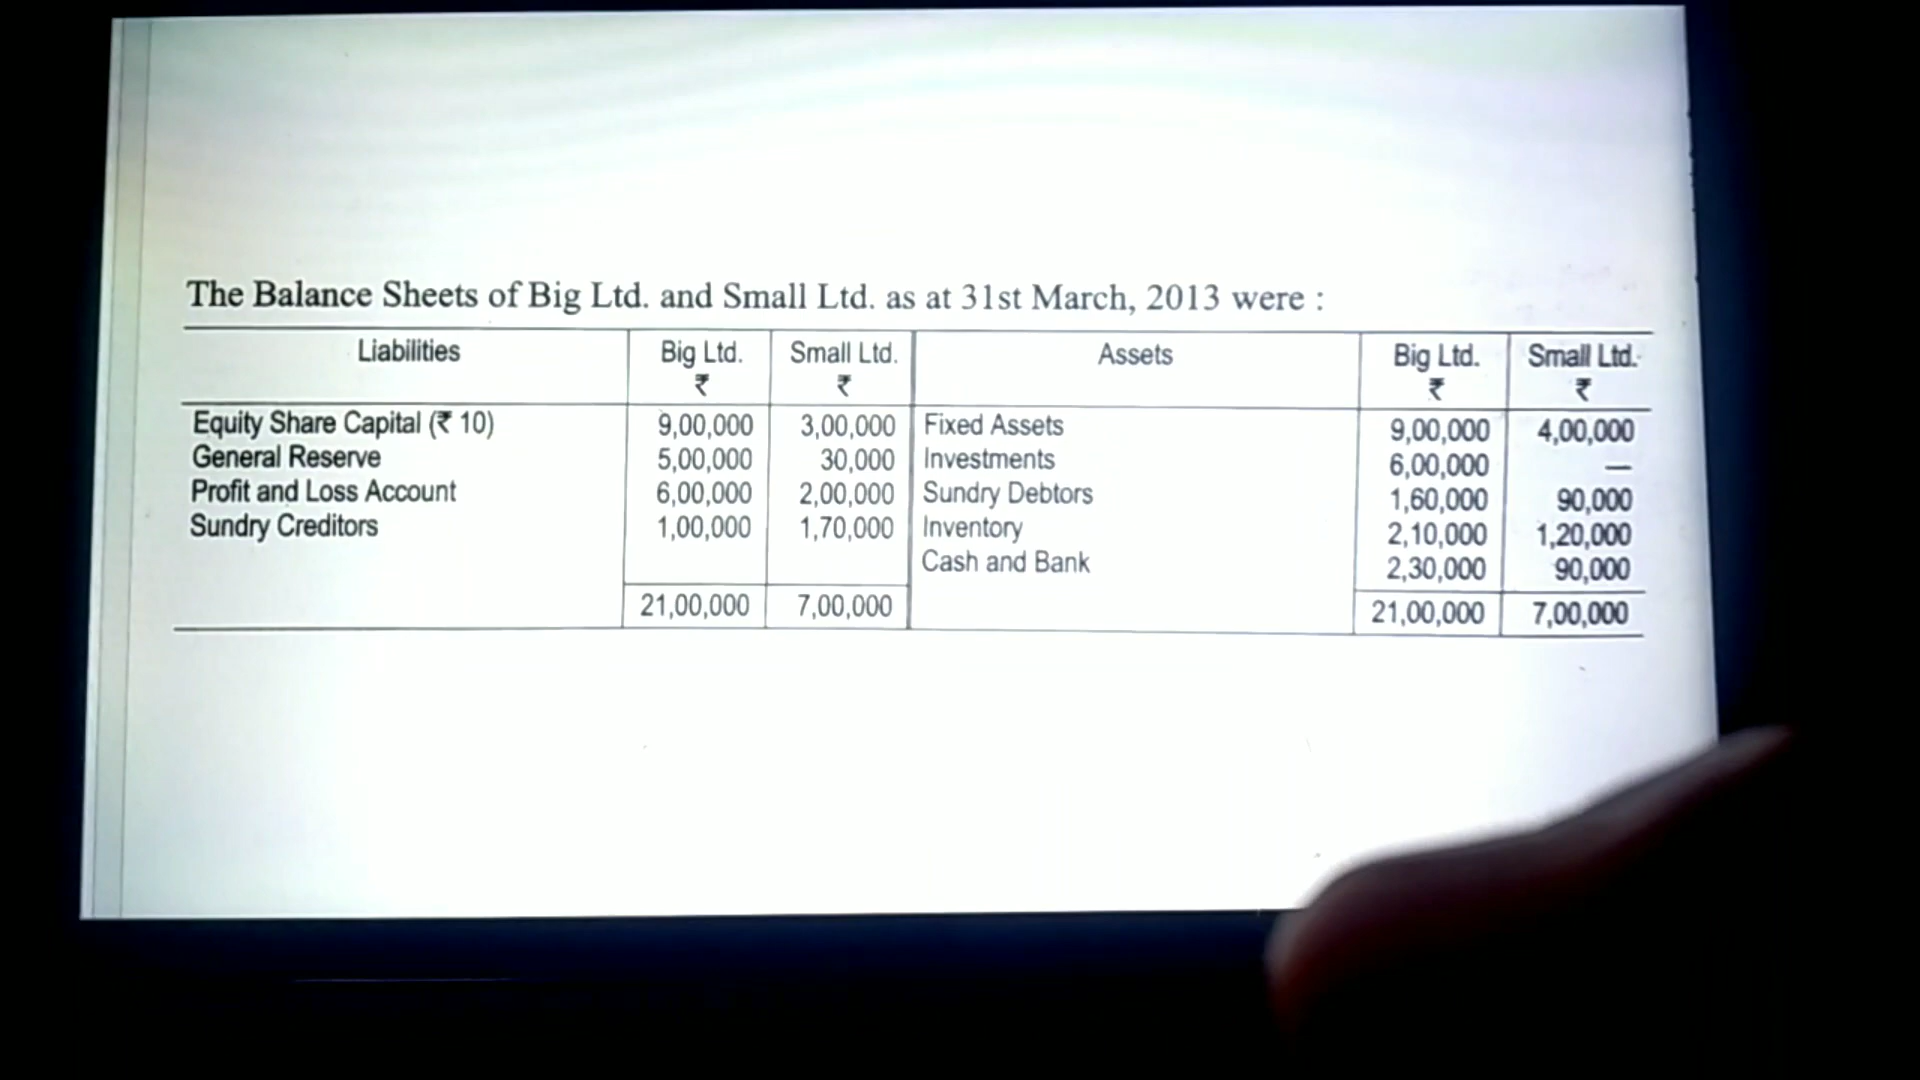 The Balance Sheets of Big Ltd. and Small Ltd. as at 31st March, 2013 were :
Liabilities Big Ltd. Small Ltd. Assets Big Ltd. Small Ltd.
₹ ₹ ₹ ₹
Equity Share Capital (₹ 10) 9,00,000 3,00,000 Fixed Assets 9,00,000 4,00,000
General Reserve 5,00,000 30,000 Investments 6,00,000 —
Profit and Loss Account 6,00,000 2,00,000 Sundry Debtors 1,60,000 90,000
Sundry Creditors 1,00,000 1,70,000 Inventory 2,10,000 1,20,000
Cash and Bank 2,30,000 90,000
21,00,000 7,00,000 21,00,000 7,00,000